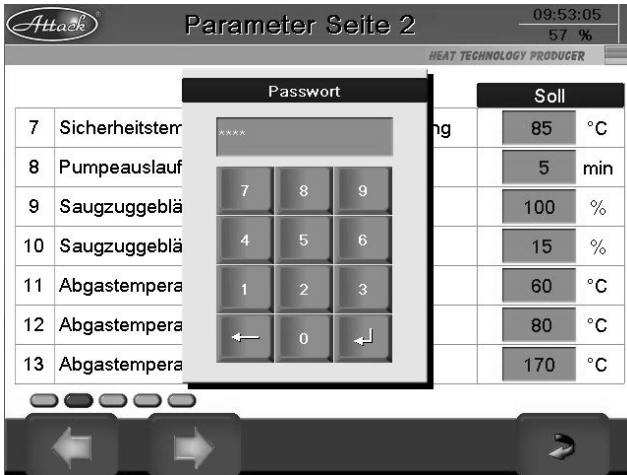 Attack
Parameter Seite 2
09:53:05
57 %
HEAT TECHNOLOGY PRODUCER
Passwort
Soll
****
7 Sicherheitstem ng 85 °C
8 Pumpeauslauf 5 min
9 Saugzuggeblä 100 %
10 Saugzuggeblä 15 %
11 Abgastempera 60 °C
12 Abgastempera 80 °C
13 Abgastempera 170 °C
7 8 9
4 5 6
1 2 3
0